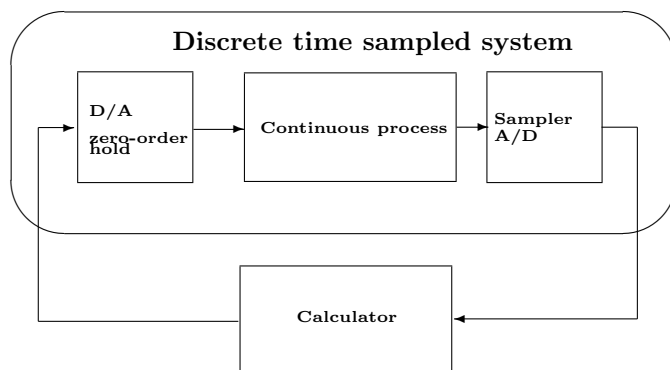 Discrete time sampled system
D/A
zero-order
hold
Continuous process
Sampler
A/D
Calculator